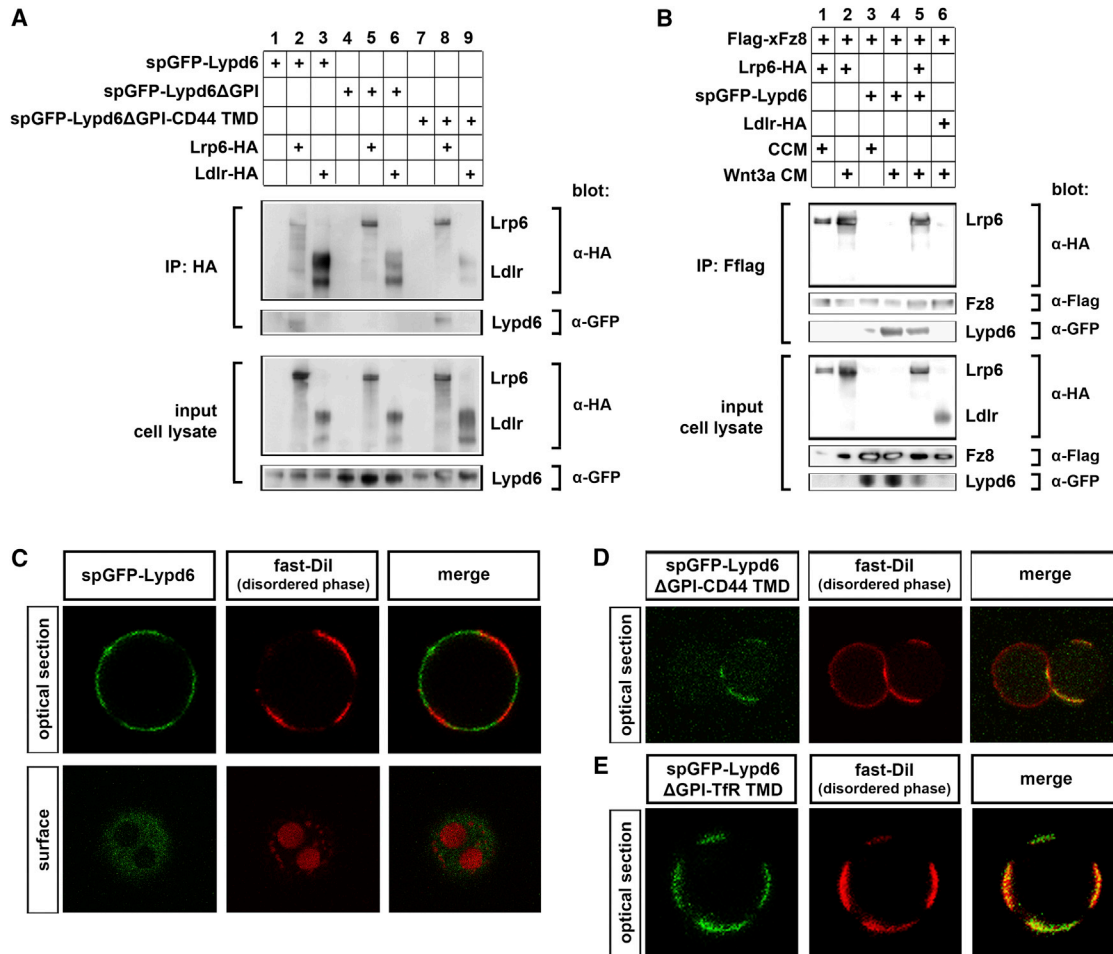 A
1 2 3 4 5 6 7 8 9
spGFP-Lypd6 + + +
spGFP-Lypd6ΔGPI + + +
spGFP-Lypd6ΔGPI-CD44 TMD + + +
Lrp6-HA + + +
Ldlr-HA + + +
blot:
IP: HA
Lrp6
Ldlr
α-HA
Lypd6 α-GFP
input
cell lysate
Lrp6
Ldlr
α-HA
Lypd6 α-GFP
B
1 2 3 4 5 6
Flag-xFz8 + + + + + +
Lrp6-HA + + +
spGFP-Lypd6 + + +
Ldlr-HA +
CCM + +
Wnt3a CM + + + +
blot:
IP: Fflag
Lrp6
α-HA
Fz8 α-Flag
Lypd6 α-GFP
input
cell lysate
Lrp6
Ldlr
α-HA
Fz8 α-Flag
Lypd6 α-GFP
C
spGFP-Lypd6
fast-DiI
(disordered phase)
merge
optical section
surface
D
spGFP-Lypd6
ΔGPI-CD44 TMD
fast-DiI
(disordered phase)
merge
optical section
E
spGFP-Lypd6
ΔGPI-TfR TMD
fast-DiI
(disordered phase)
merge
optical section